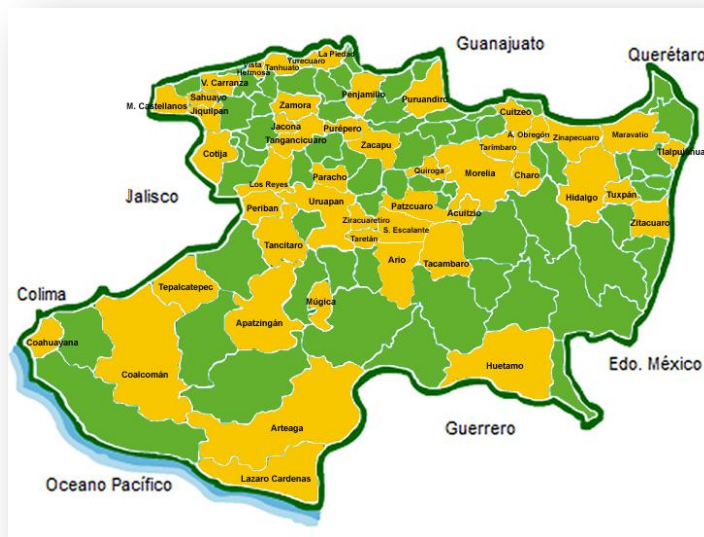 Guanajuato
Querétaro
La Piedad
Yurecuaro
Vista
Hermosa
Tanhuato
V. Carranza
Penjamillo
Puruandiro
M. Castellanos
Sahuayo
Jiquilpan
Zamora
Cuitzeo
Jacona
Purépero
A. Obregón
Zinapecuaro
Maravatio
Tangancicuaro
Zacapu
Tarimbaro
Tlalpujahua
Cotija
Quiroga
Morelia
Charo
Paracho
Los Reyes
Jalisco
Uruapan
Patzcuaro
Acuitzio
Hidalgo
Tuxpán
Periban
Ziracuaretiro
Zitacuaro
S. Escalante
Taretán
Tancitaro
Ario
Tacambaro
Tepalcatepec
Colima
Múgica
Apatzingán
Coahuayana
Coalcomán
Huetamo
Edo. México
Arteaga
Guerrero
Lazaro Cardenas
Oceano Pacífico